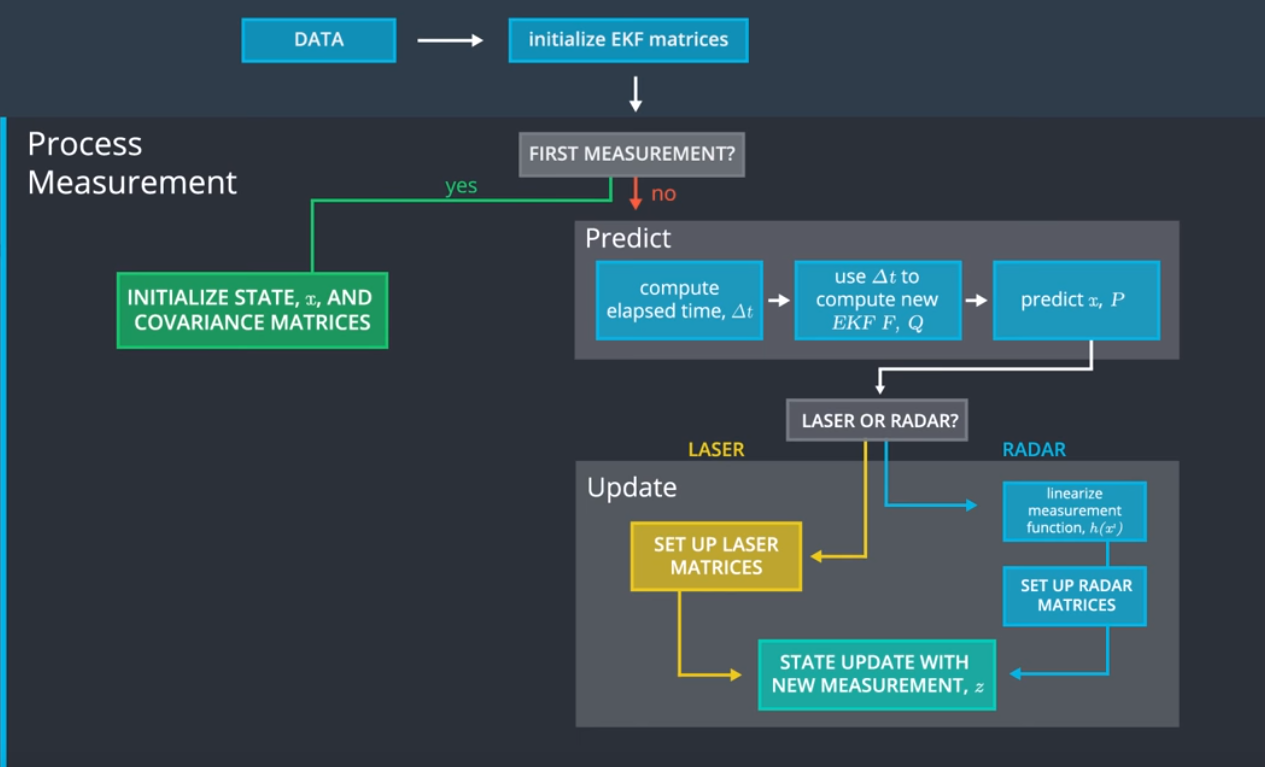 DATA
initialize EKF matrices
Process
Measurement
FIRST MEASUREMENT?
yes
no
Predict
compute
elapsed time, Δt
use Δt to
compute new
EKF F, Q
predict x, P
INITIALIZE STATE, x, AND
COVARIANCE MATRICES
LASER OR RADAR?
LASER
RADAR
Update
linearize
measurement
function, h(x')
SET UP LASER
MATRICES
SET UP RADAR
MATRICES
STATE UPDATE WITH
NEW MEASUREMENT, z